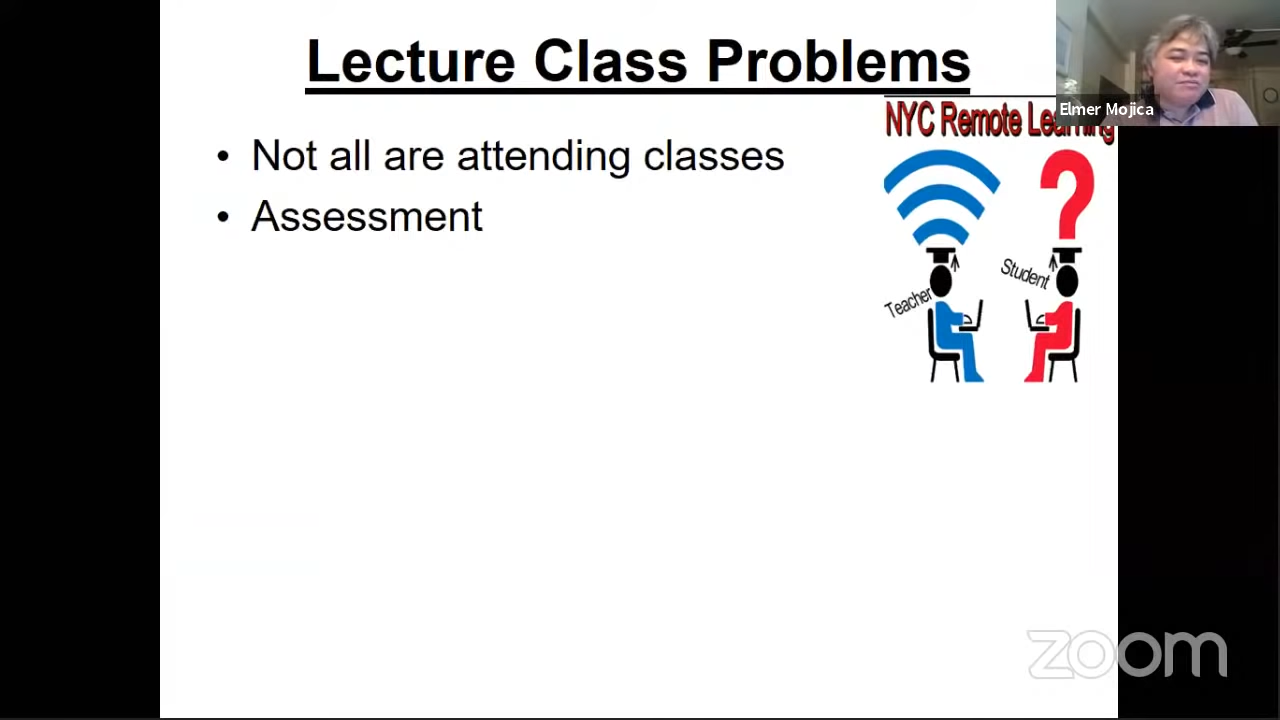 Lecture Class Problems
Elmer Mojica
NYC Remote Learning
• Not all are attending classes
• Assessment
Student
Teacher
zoom